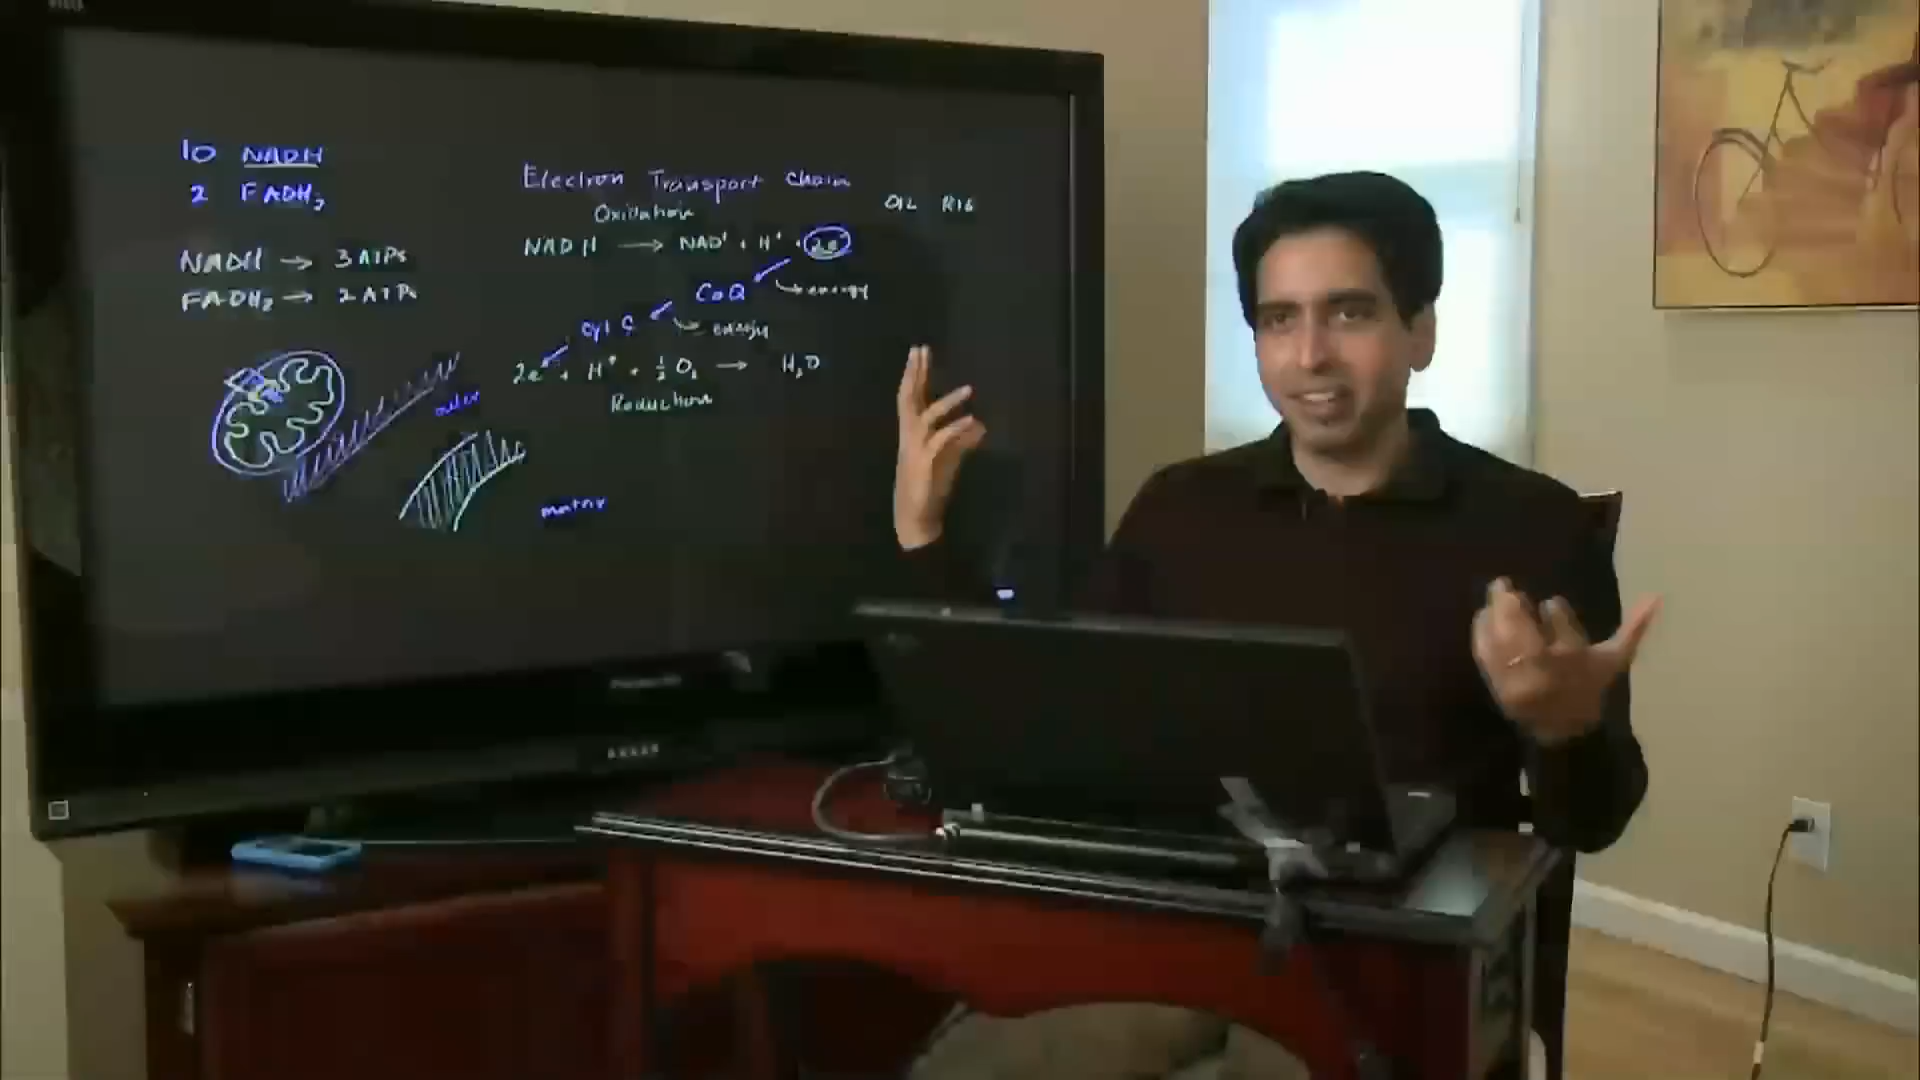 10 NADH
2 FADH₂
NADH → 3 ATPs
FADH₂ → 2 ATPs
Electron Transport Chain
OIL RIG
Oxidation
NADH → NAD⁺ + H⁺ + 2e⁻
CoQ
energy
Cyt C
energy
2e⁻ + H⁺ + ½ O₂ → H₂O
Reduction
outer
matrix